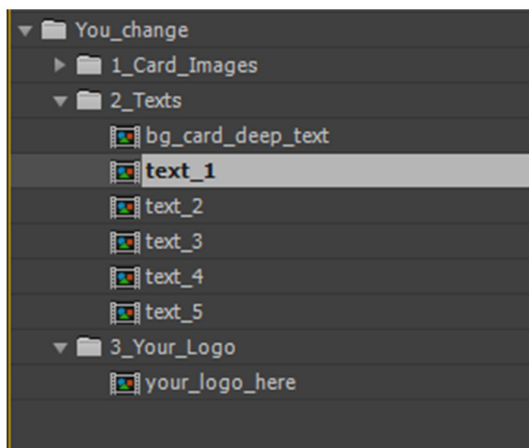 You_change
1_Card_Images
2_Texts
bg_card_deep_text
text_1
text_2
text_3
text_4
text_5
3_Your_Logo
your_logo_here